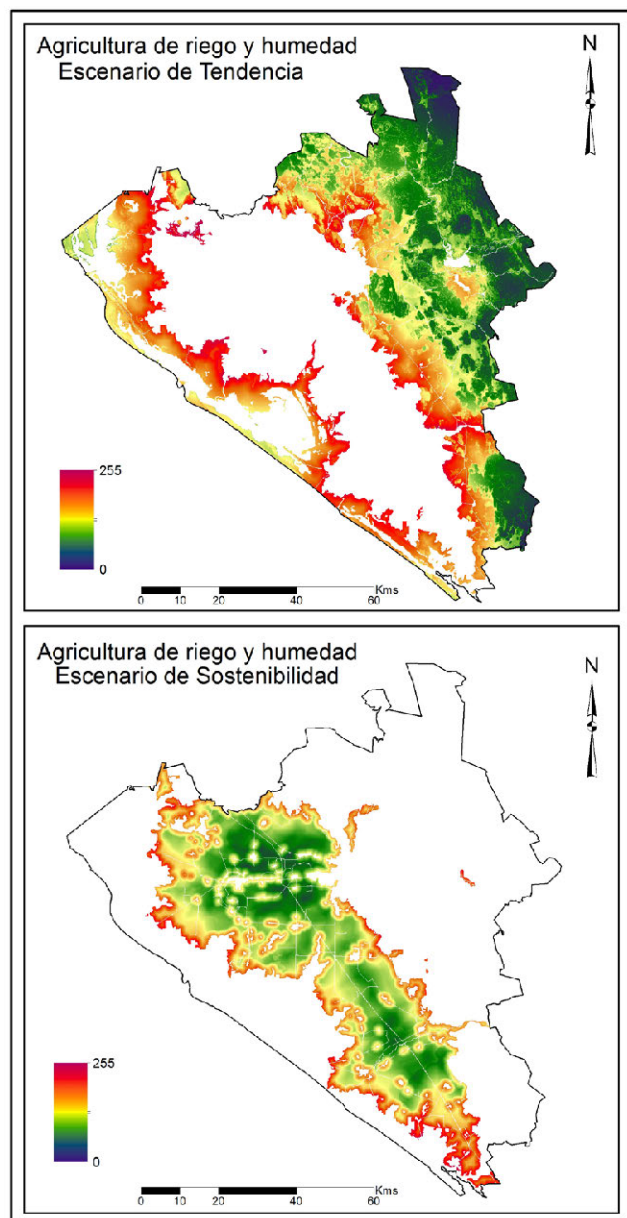 Agricultura de riego y humedad
Escenario de Tendencia
N
255
0
Kms
0 10 20 40 60
Agricultura de riego y humedad
Escenario de Sostenibilidad
N
255
0
Kms
0 10 20 40 60